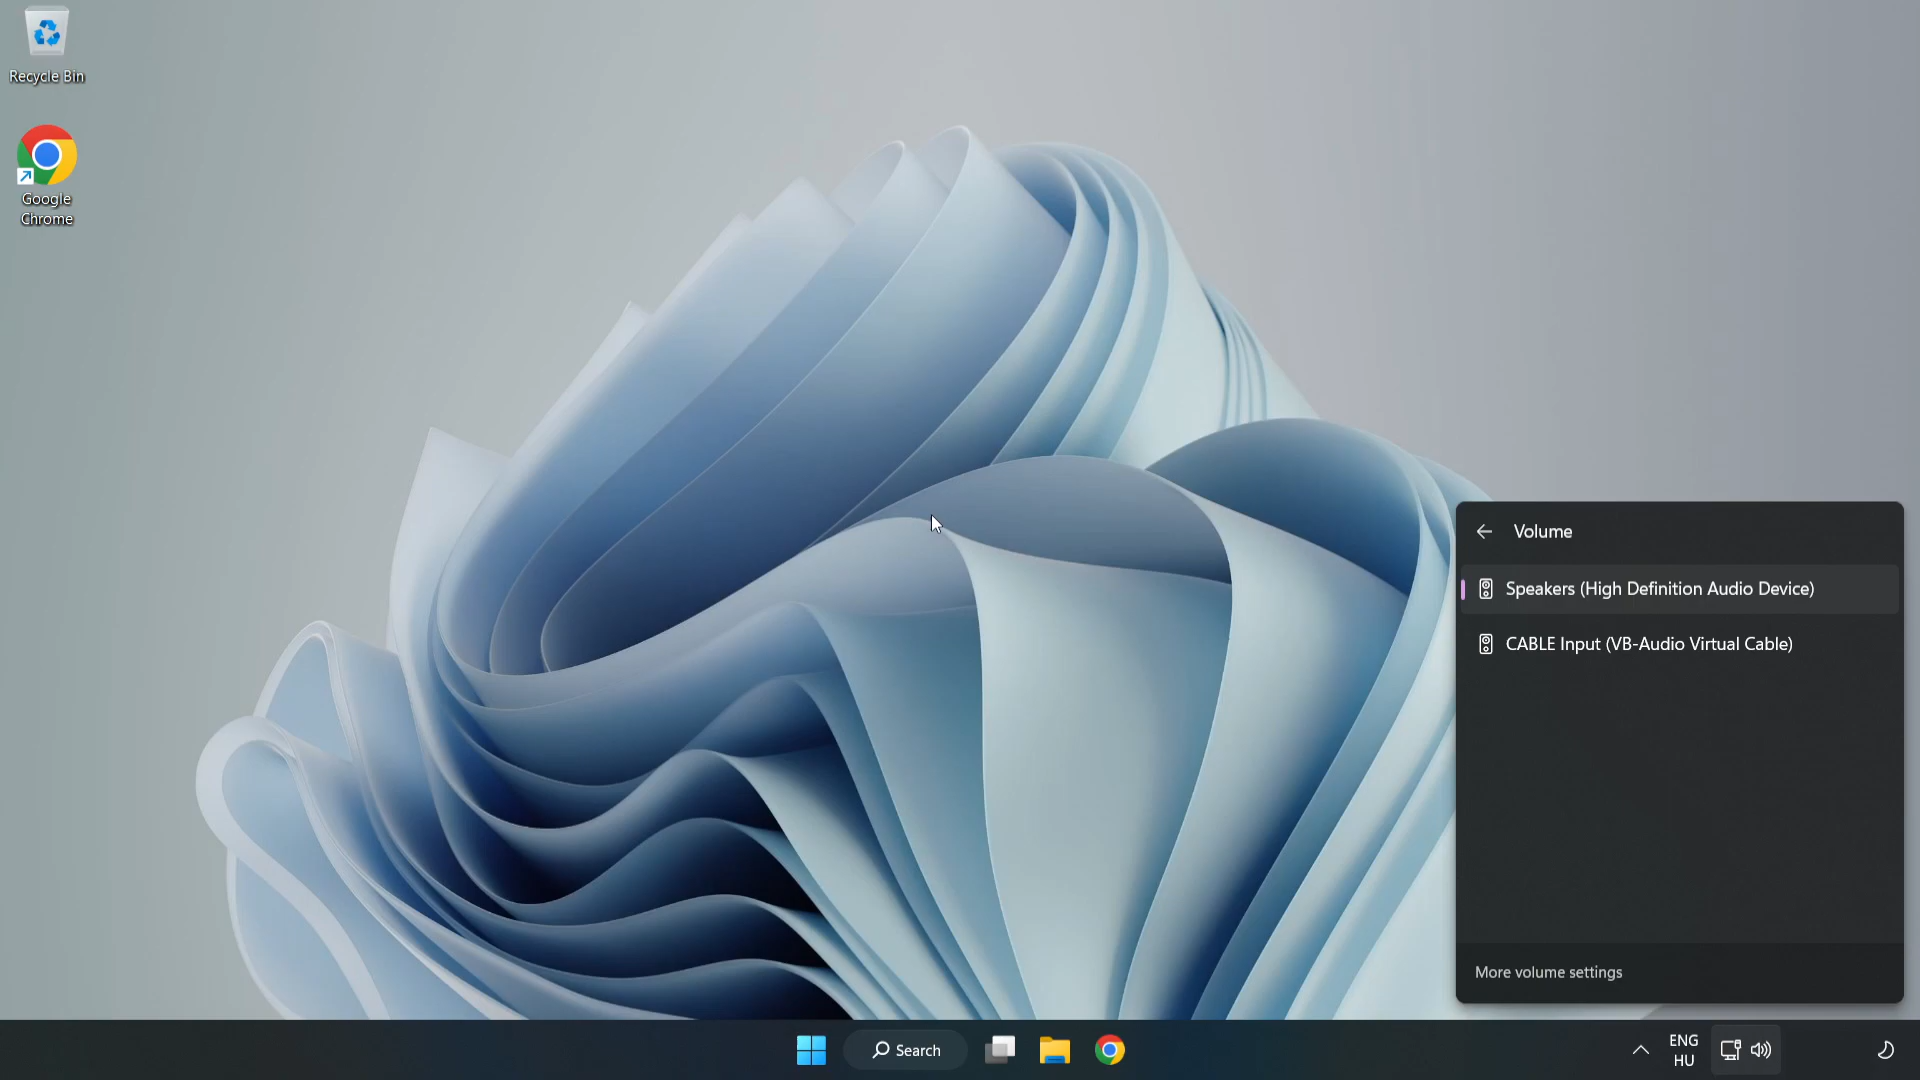 Recycle Bin
Google
Chrome
Volume
Speakers (High Definition Audio Device)
CABLE Input (VB-Audio Virtual Cable)
More volume settings
Search
ENG
HU